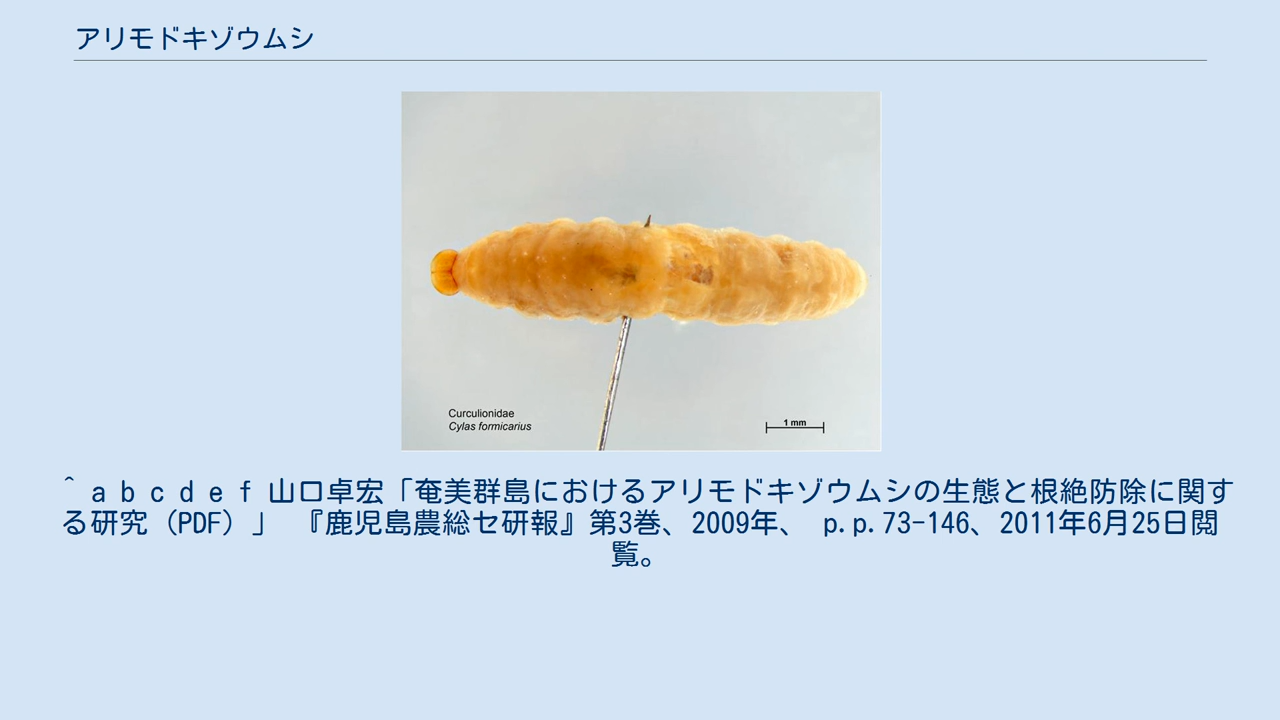 アリモドキゾウムシ
Curculionidae
Cylas formicarius
1 mm
^ a b c d e f 山口卓宏「奄美群島におけるアリモドキゾウムシの生態と根絶防除に関す
る研究（PDF）」 『鹿児島農総セ研報』第3巻、2009年、 p.p.73-146、2011年6月25日閲
覧。